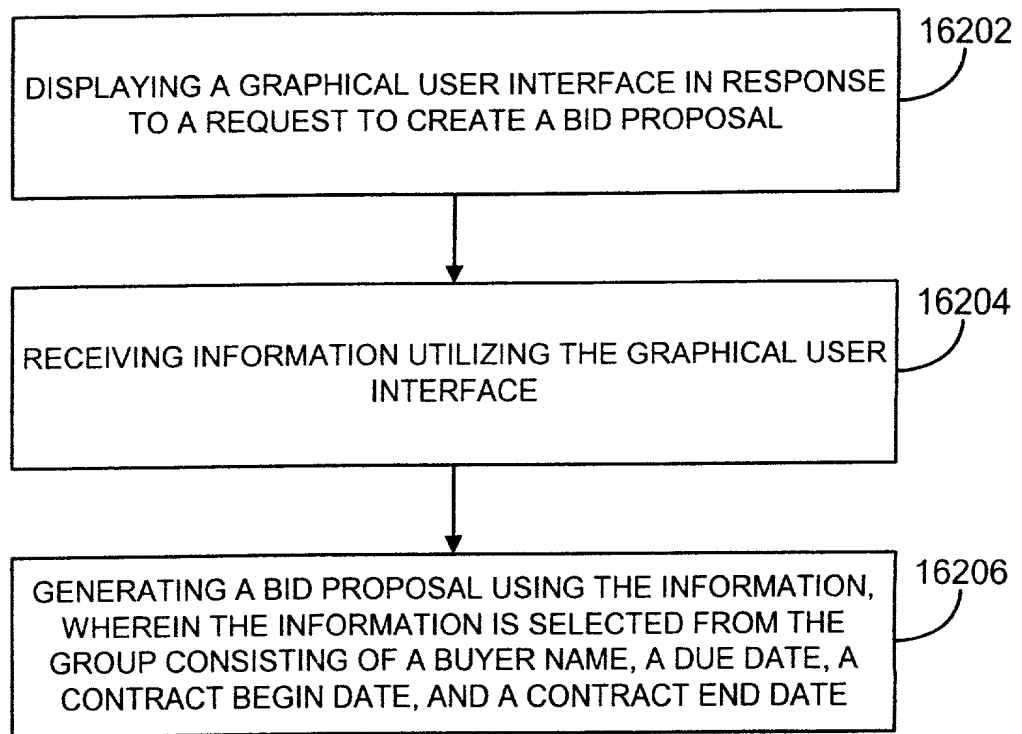 16202
DISPLAYING A GRAPHICAL USER INTERFACE IN RESPONSE
TO A REQUEST TO CREATE A BID PROPOSAL
16204
RECEIVING INFORMATION UTILIZING THE GRAPHICAL USER
INTERFACE
16206
GENERATING A BID PROPOSAL USING THE INFORMATION,
WHEREIN THE INFORMATION IS SELECTED FROM THE
GROUP CONSISTING OF A BUYER NAME, A DUE DATE, A
CONTRACT BEGIN DATE, AND A CONTRACT END DATE